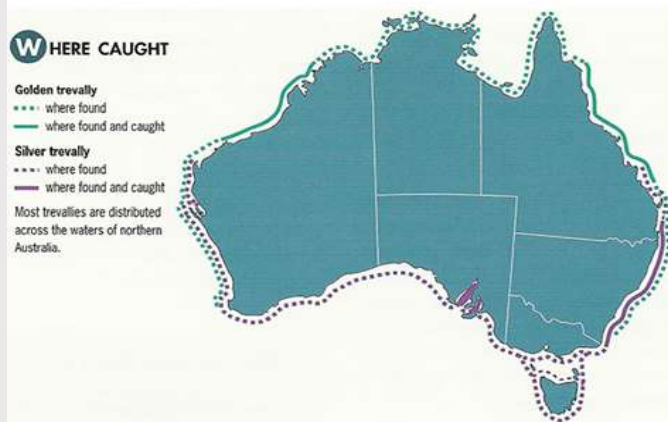 WHERE CAUGHT
Golden trevally
where found
where found and caught
Silver trevally
where found
where found and caught
Most trevallies are distributed
across the waters of northern
Australia.